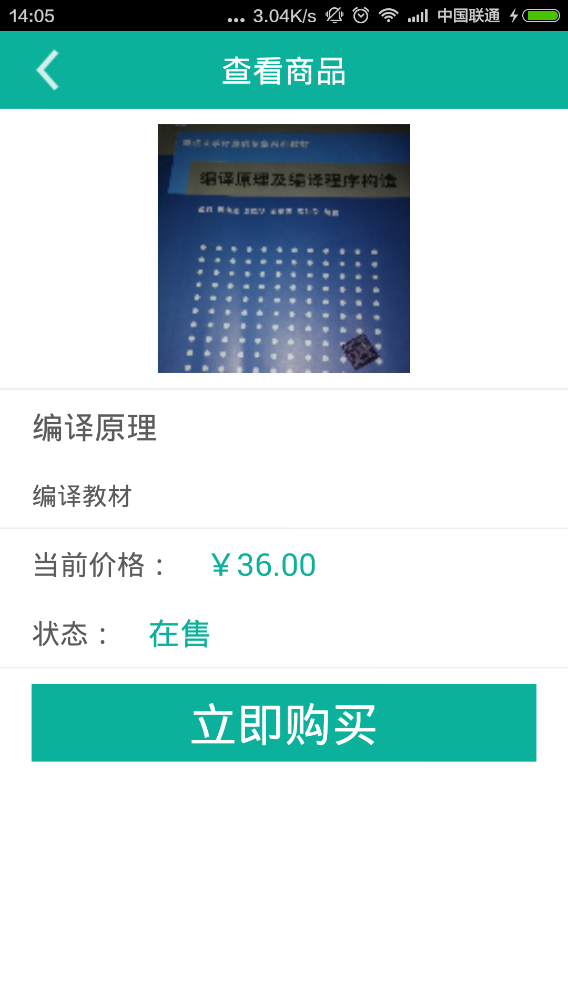 14:05 ... 3.04K/s 中国联通
查看商品
编译原理及编译程序构造
编译原理
编译教材
当前价格： ￥36.00
状态： 在售
立即购买